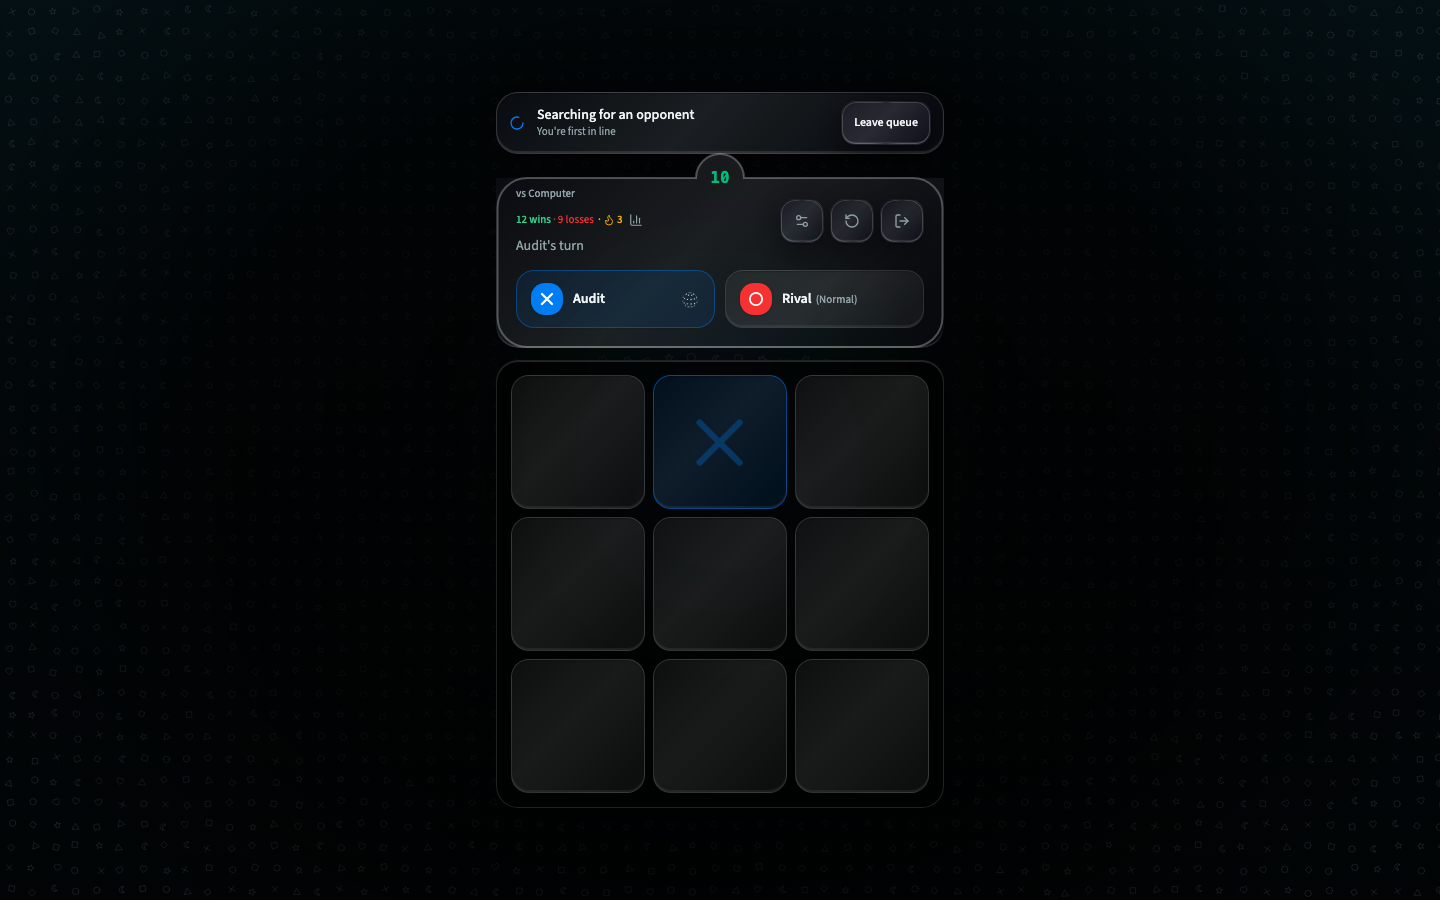 Searching for an opponent
You're first in line
Leave queue
10
vs Computer
12 wins · 9 losses · 3
Audit's turn
Audit
Rival (Normal)